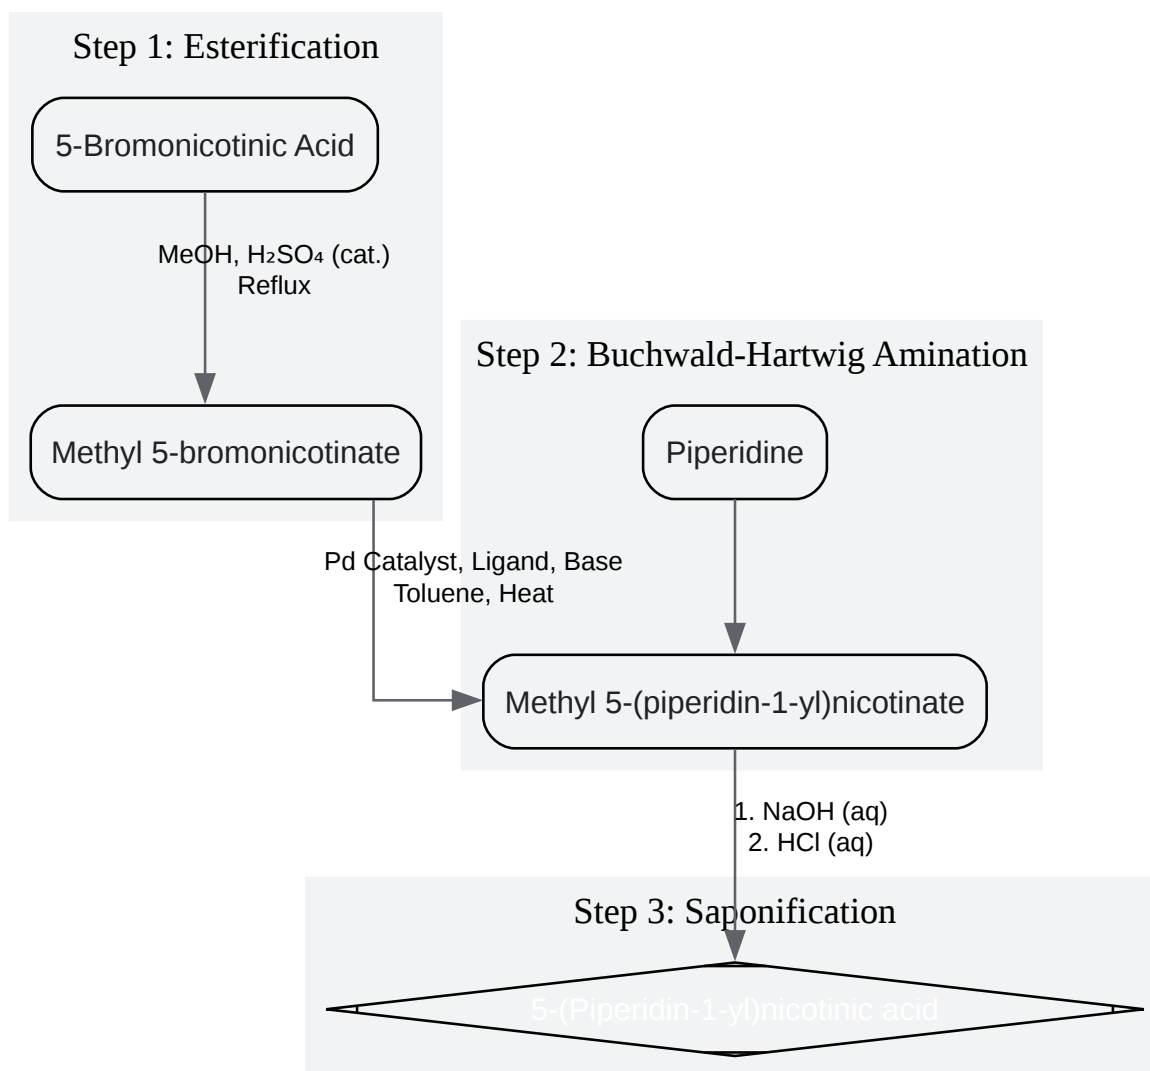 Step 1: Esterification
5-Bromonicotinic Acid
MeOH, H₂SO₄ (cat.)
Reflux
Methyl 5-bromonicotinate
Step 2: Buchwald-Hartwig Amination
Piperidine
Pd Catalyst, Ligand, Base
Toluene, Heat
Methyl 5-(piperidin-1-yl)nicotinate
1. NaOH (aq)
2. HCl (aq)
Step 3: Saponification
5-(Piperidin-1-yl)nicotinic acid